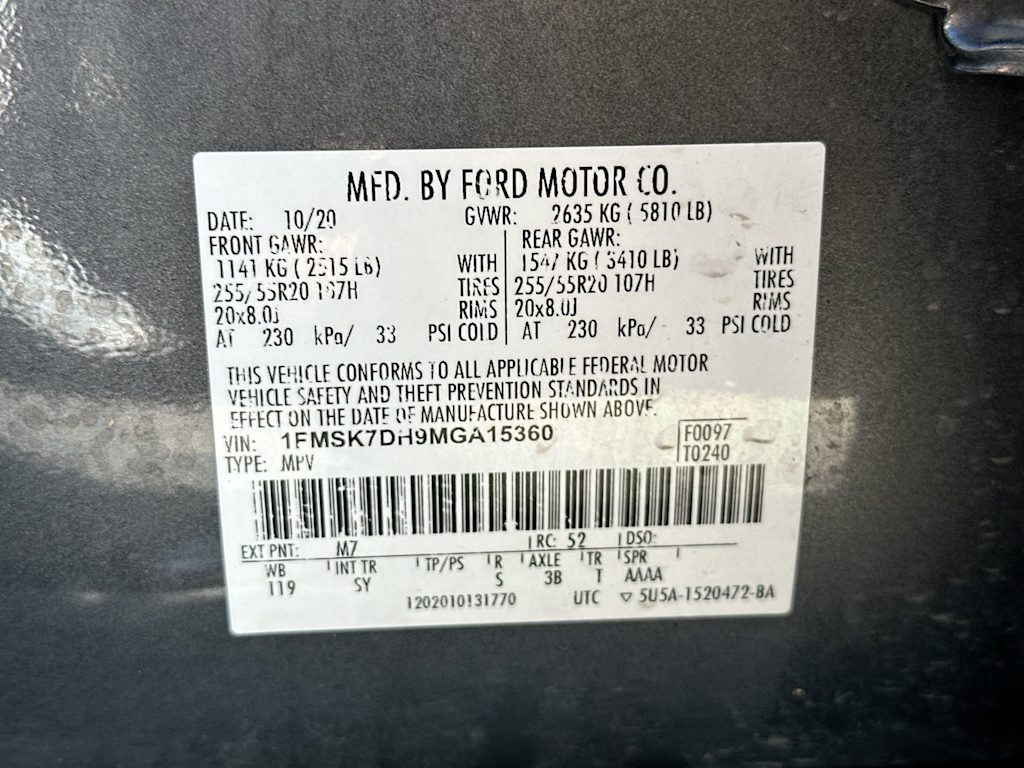 MFD. BY FORD MOTOR CO.
DATE: 10/20 GVWR: 2635 KG ( 5810 LB)
FRONT GAWR: REAR GAWR:
1141 KG ( 2515 LB) WITH 1547 KG ( 3410 LB) WITH
255/55R20 107H TIRES 255/55R20 107H TIRES
20x8.0J RIMS 20x8.0J RIMS
AT 230 kPa/ 33 PSI COLD AT 230 kPa/ 33 PSI COLD
THIS VEHICLE CONFORMS TO ALL APPLICABLE FEDERAL MOTOR
VEHICLE SAFETY AND THEFT PREVENTION STANDARDS IN
EFFECT ON THE DATE OF MANUFACTURE SHOWN ABOVE.
VIN: 1FMSK7DH9MGA15360 F0097
TYPE: MPV T0240
EXT PNT: M7 RC: 52 DSO:
WB INT TR TP/PS R AXLE TR SPR
119 SY S 3B T AAAA
1202010131770 UTC ▽ 5U5A-1520472-BA